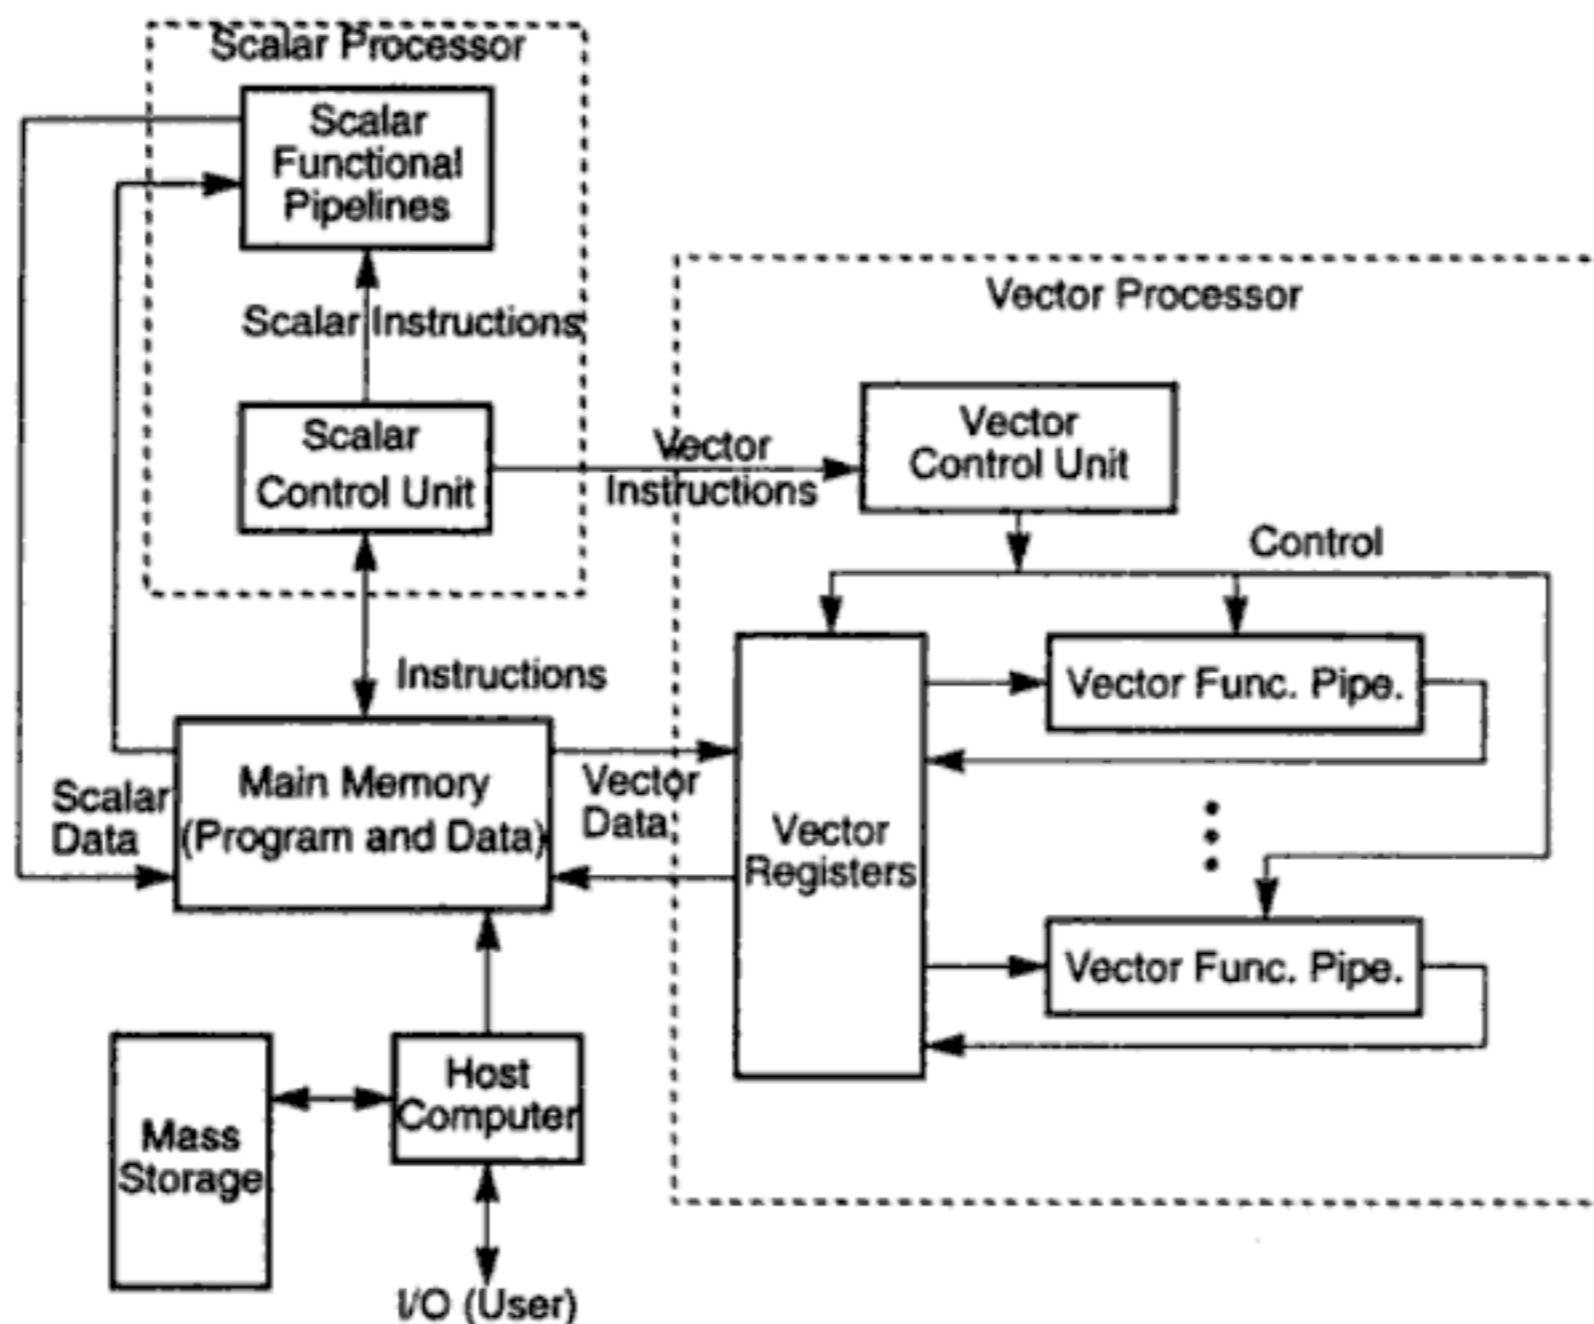 Scalar Processor
Scalar
Functional
Pipelines
Scalar Instructions
Scalar
Control Unit
Vector
Instructions
Vector Processor
Vector
Control Unit
Control
Instructions
Vector Func. Pipe.
Scalar
Data
Main Memory
(Program and Data)
Vector
Data
Vector
Registers
Vector Func. Pipe.
Mass
Storage
Host
Computer
I/O (User)